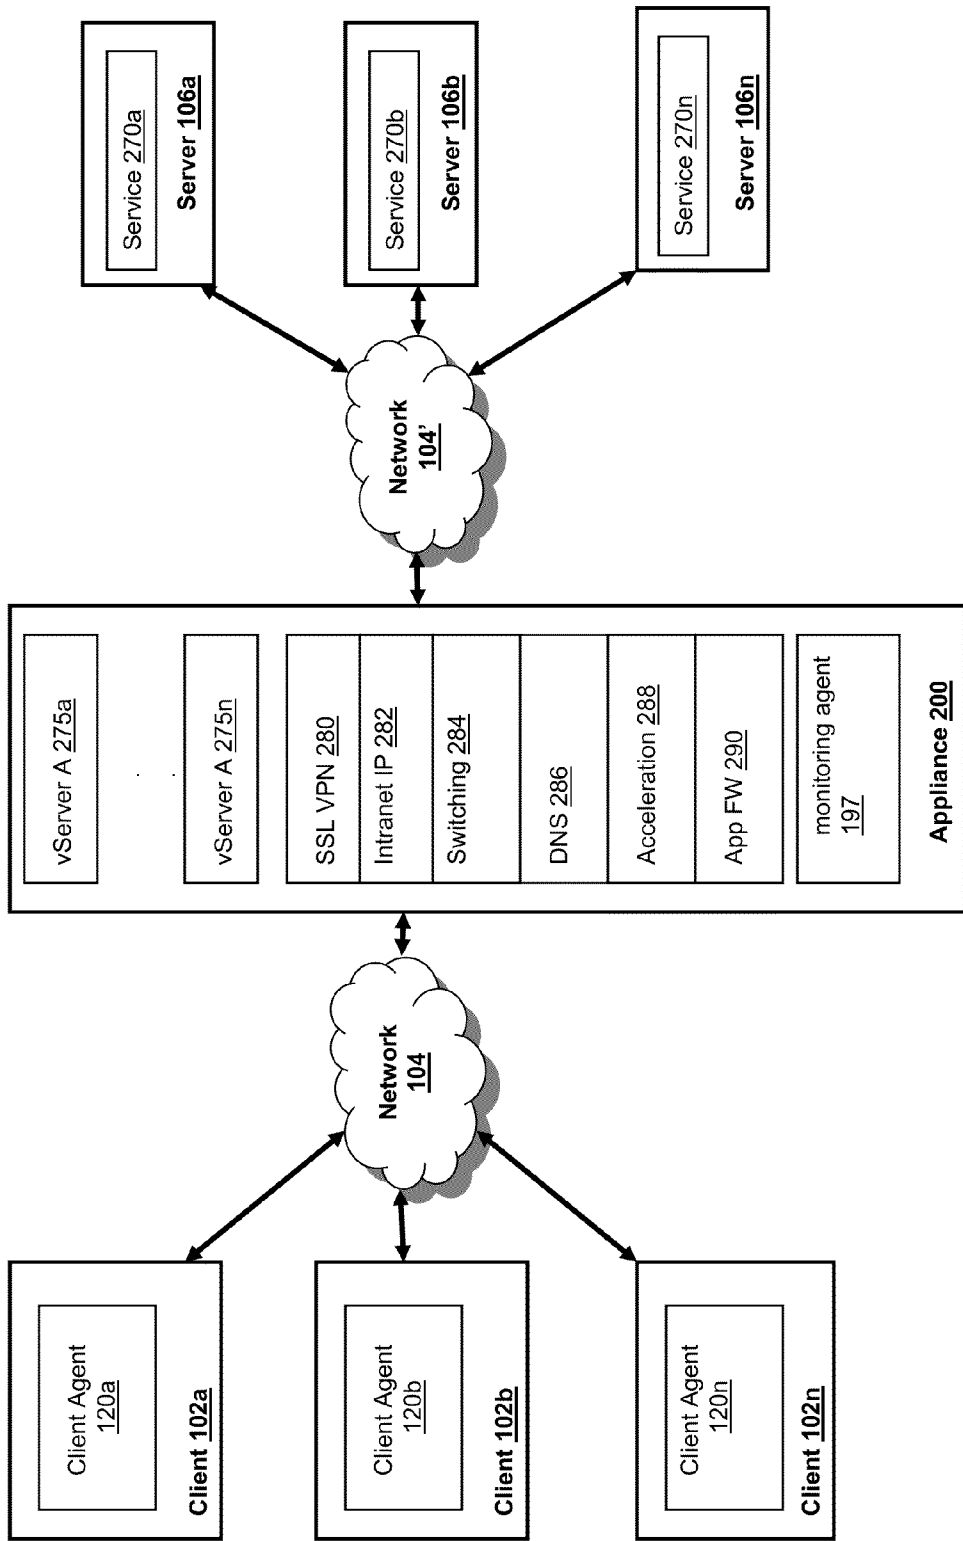 Client Agent
120a
Client 102a
Client Agent
120b
Client 102b
Client Agent
120n
Client 102n
Network
104
vServer A 275a
. .
vServer A 275n
SSL VPN 280
Intranet IP 282
Switching 284
DNS 286
Acceleration 288
App FW 290
monitoring agent
197
Appliance 200
Network
104’
Service 270a
Server 106a
Service 270b
Server 106b
Service 270n
Server 106n